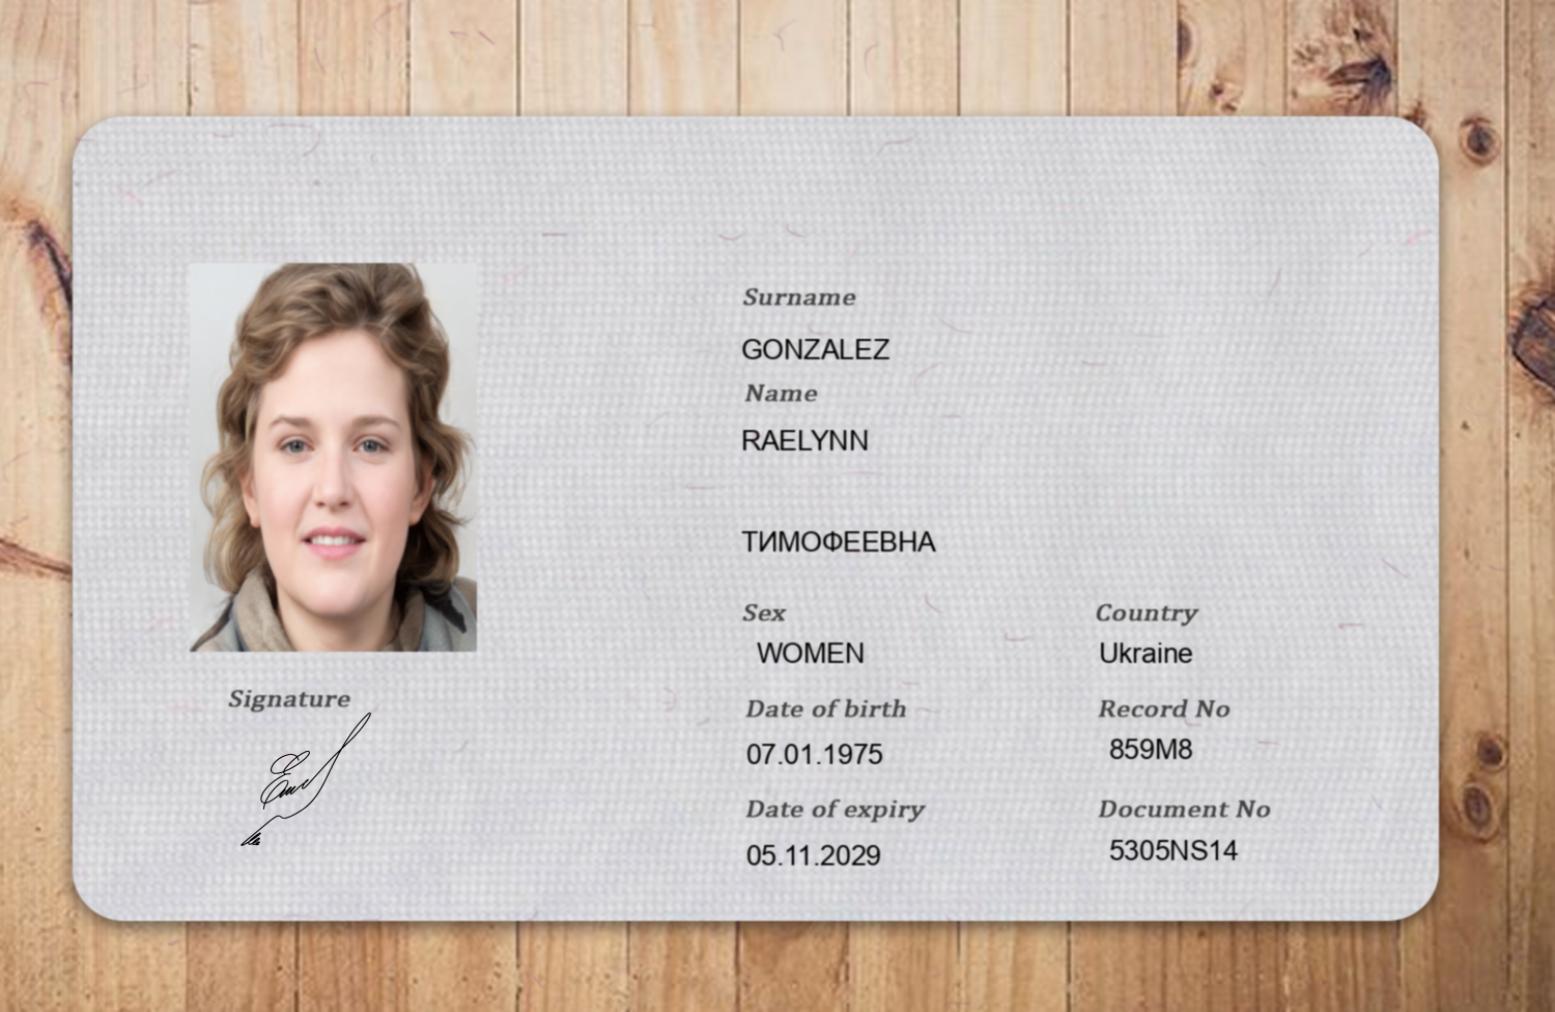 Surname
GONZALEZ
Name
RAELYNN
ТИМОФЕЕВНА
Sex
WOMEN
Country
Ukraine
Date of birth
07.01.1975
Record No
859M8
Date of expiry
05.11.2029
Document No
5305NS14
Signature